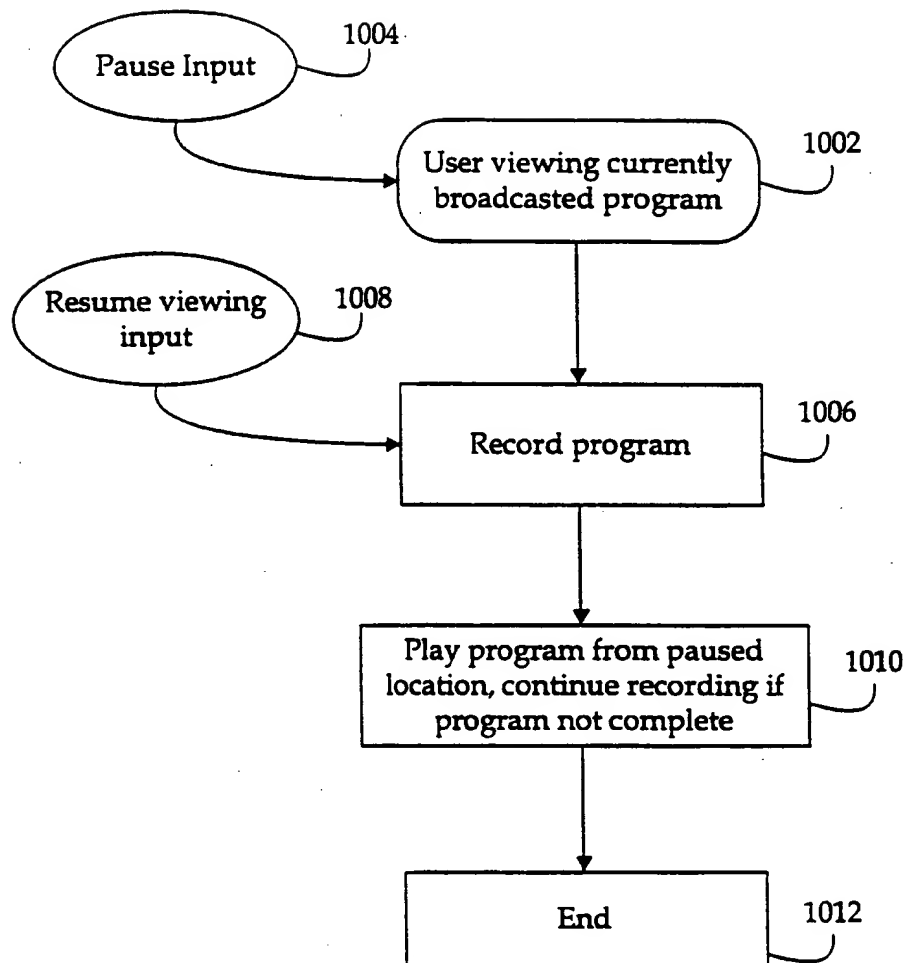 1004
Pause Input
1002
User viewing currently
broadcasted program
1008
Resume viewing
input
1006
Record program
1010
Play program from paused
location, continue recording if
program not complete
1012
End